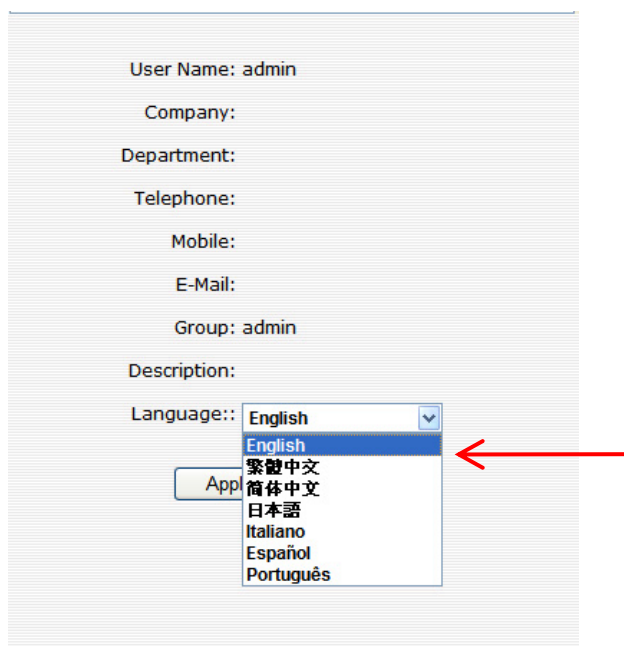 User Name: admin
Company:
Department:
Telephone:
Mobile:
E-Mail:
Group: admin
Description:
Language:: English
English
繁體中文
简体中文
日本語
Italiano
Español
Português